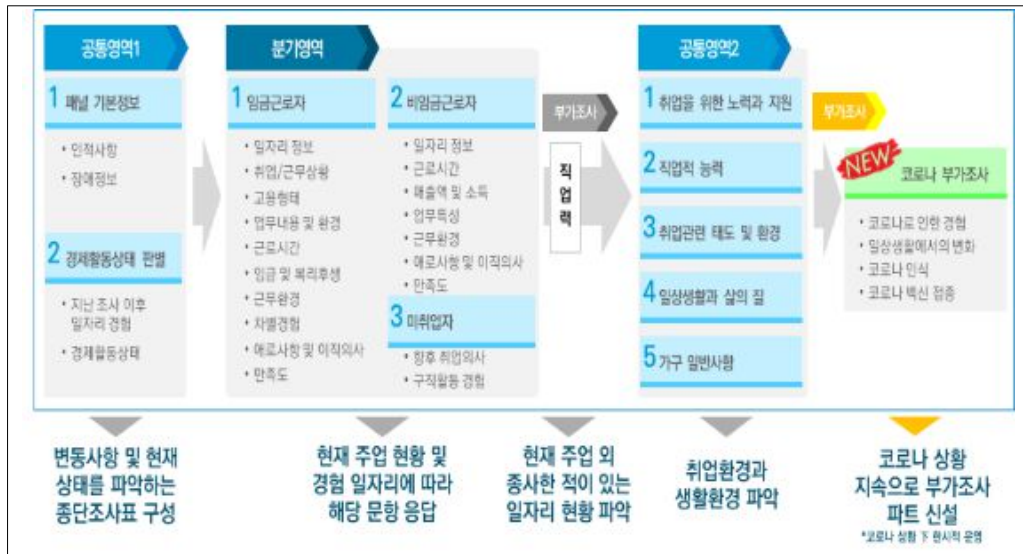 공통영역1
1 패널 기본정보
• 인적사항
• 장애정보
2 경제활동상태 판별
• 지난 조사 이후
일자리 경험
• 경제활동상태
변동사항 및 현재
상태를 파악하는
종단조사표 구성
분기영역
1 임금근로자
• 일자리 정보
• 취업/근무상황
• 고용형태
• 업무내용 및 환경
• 근로시간
• 임금 및 복리후생
• 근무환경
• 차별경험
• 애로사항 및 이직의사
• 만족도
2 비임금근로자
• 일자리 정보
• 근로시간
• 매출액 및 소득
• 업무특성
• 근무환경
• 애로사항 및 이직의사
• 만족도
3 미취업자
• 향후 취업의사
• 구직활동 경험
현재 주업 현황 및
경험 일자리에 따라
해당 문항 응답
부가조사
직
업
력
현재 주업 외
종사한 적이 있는
일자리 현황 파악
공통영역2
1 취업을 위한 노력과 지원
2 직업적 능력
3 취업관련 태도 및 환경
4 일상생활과 삶의 질
5 가구 일반사항
취업환경과
생활환경 파악
부가조사
NEW
코로나 부가조사
• 코로나로 인한 경험
• 일상생활에서의 변화
• 코로나 인식
• 코로나 백신 접종
코로나 상황
지속으로 부가조사
파트 신설
*코로나 상황 下 한시적 운영